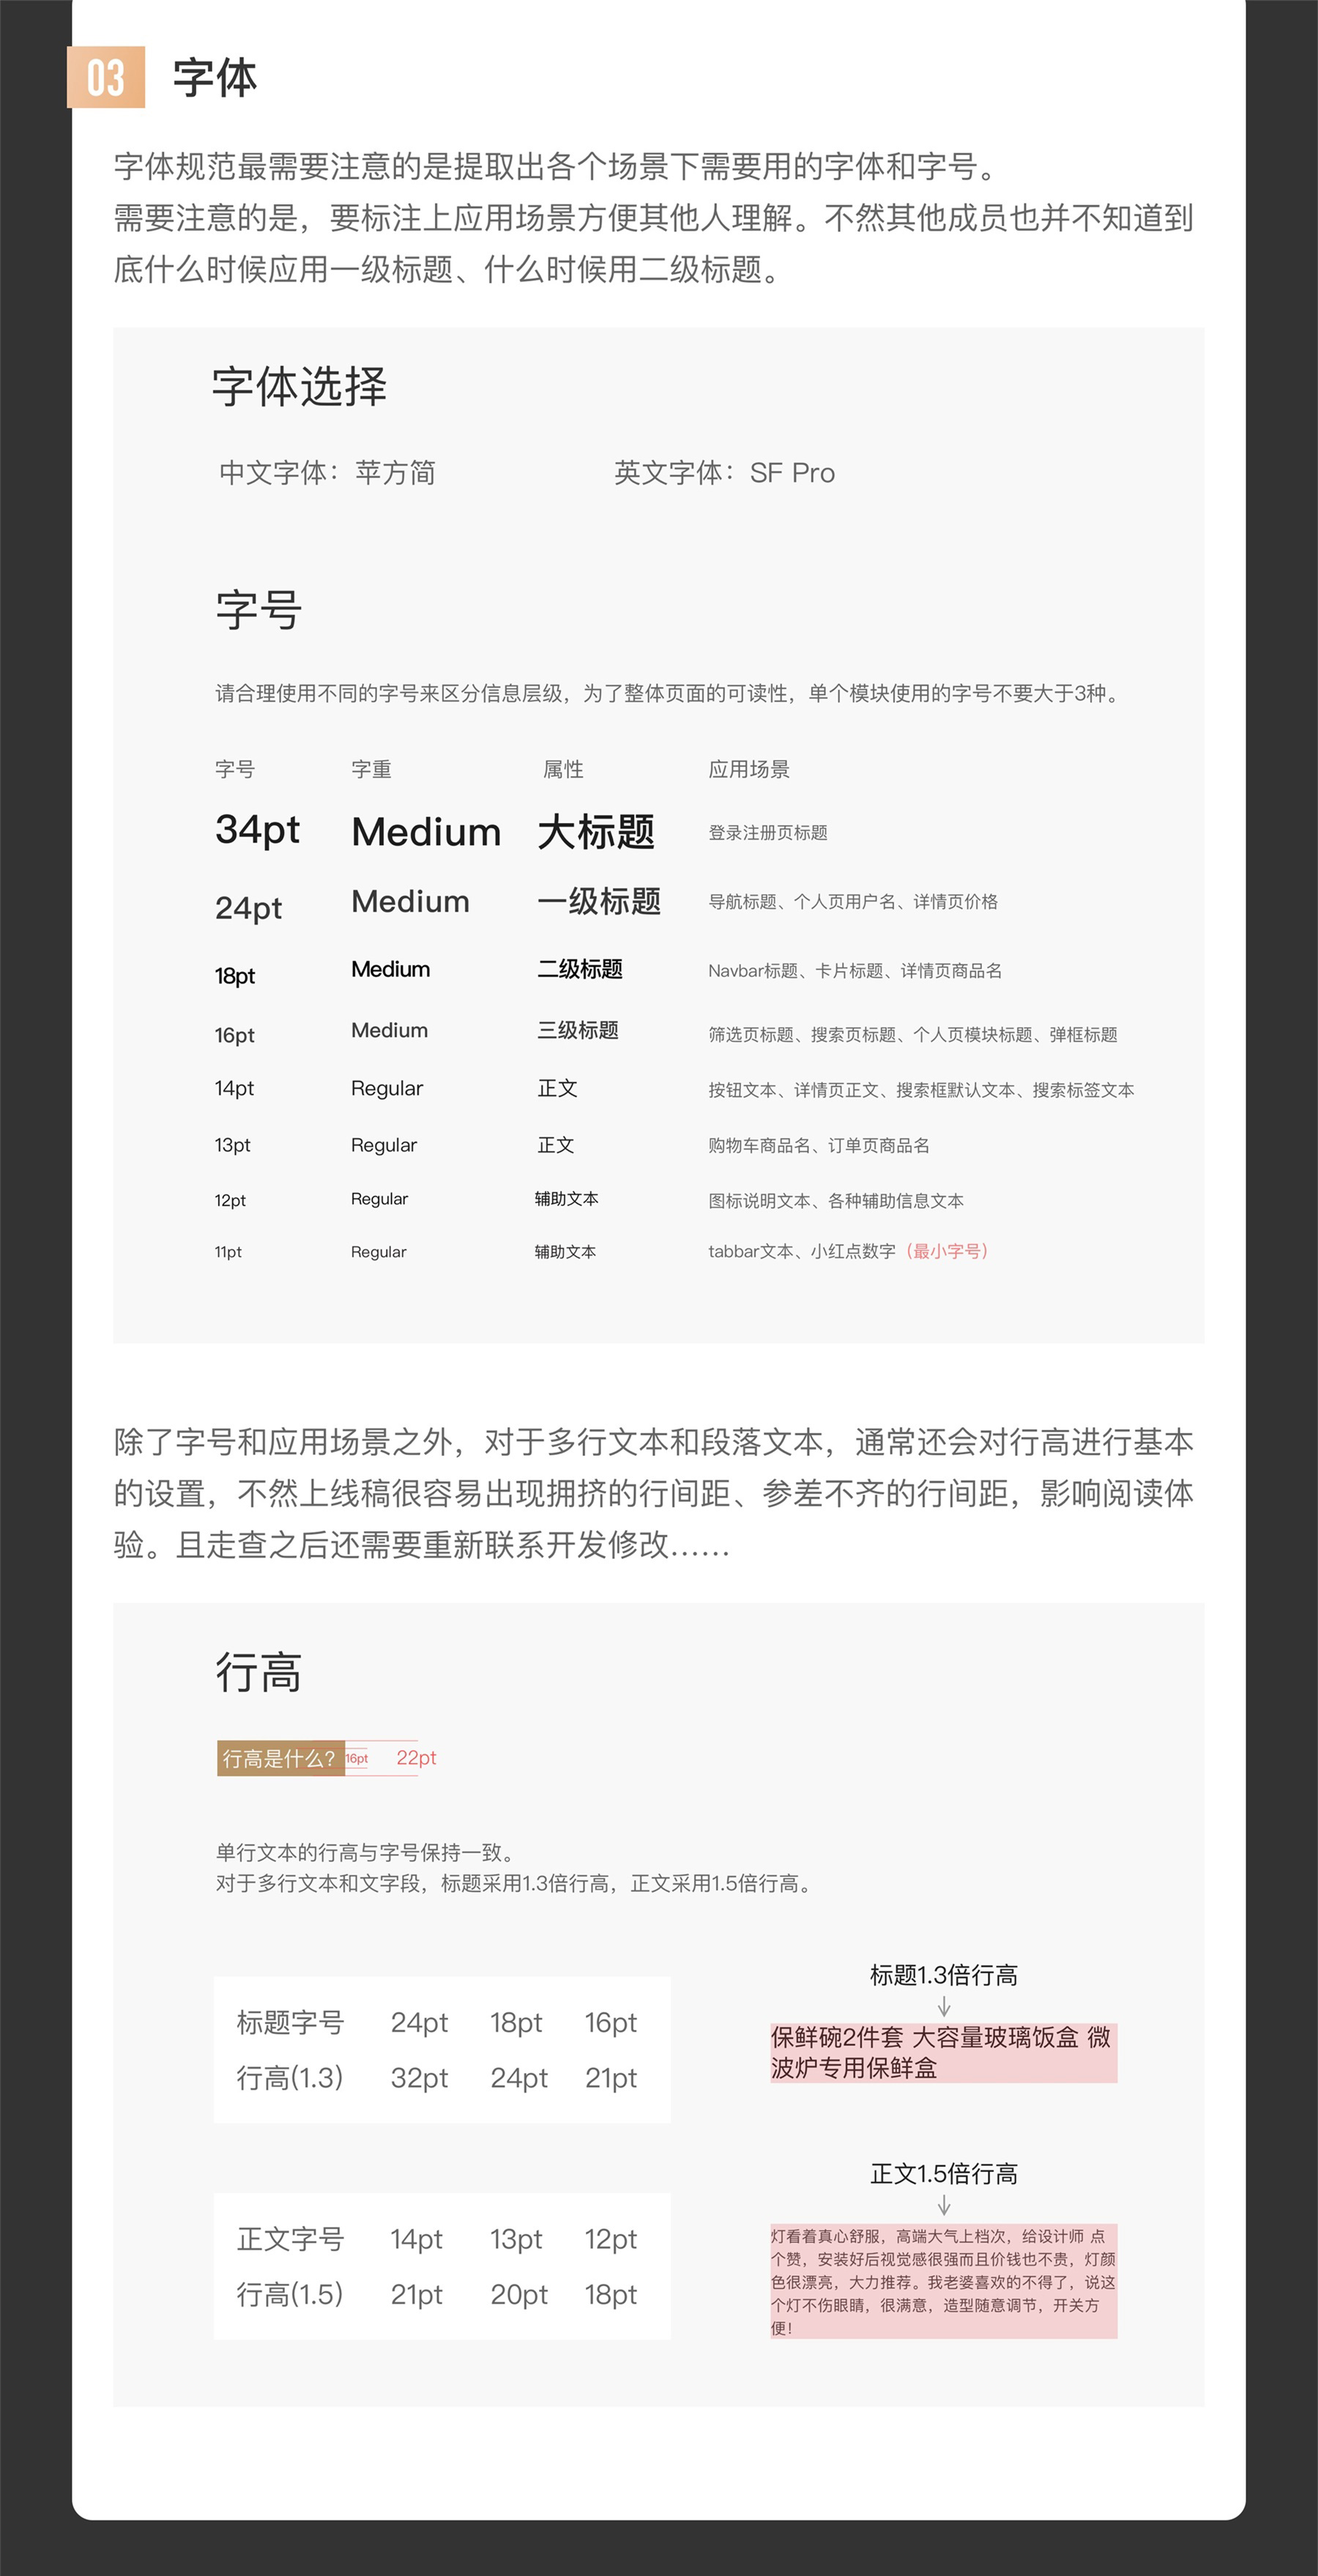 03 字体
字体规范最需要注意的是提取出各个场景下需要用的字体和字号。
需要注意的是，要标注上应用场景方便其他人理解。不然其他成员也并不知道到
底什么时候应用一级标题、什么时候用二级标题。
字体选择
中文字体：苹方简 英文字体：SF Pro
字号
请合理使用不同的字号来区分信息层级，为了整体页面的可读性，单个模块使用的字号不要大于3种。
字号 字重 属性 应用场景
34pt Medium 大标题 登录注册页标题
24pt Medium 一级标题 导航标题、个人页用户名、详情页价格
18pt Medium 二级标题 Navbar标题、卡片标题、详情页商品名
16pt Medium 三级标题 筛选页标题、搜索页标题、个人页模块标题、弹框标题
14pt Regular 正文 按钮文本、详情页正文、搜索框默认文本、搜索标签文本
13pt Regular 正文 购物车商品名、订单页商品名
12pt Regular 辅助文本 图标说明文本、各种辅助信息文本
11pt Regular 辅助文本 tabbar文本、小红点数字（最小字号）
除了字号和应用场景之外，对于多行文本和段落文本，通常还会对行高进行基本
的设置，不然上线稿很容易出现拥挤的行间距、参差不齐的行间距，影响阅读体
验。且走查之后还需要重新联系开发修改……
行高
行高是什么? 16pt 22pt
单行文本的行高与字号保持一致。
对于多行文本和文字段，标题采用1.3倍行高，正文采用1.5倍行高。
标题字号 24pt 18pt 16pt
行高(1.3) 32pt 24pt 21pt
标题1.3倍行高
↓
保鲜碗2件套 大容量玻璃饭盒 微
波炉专用保鲜盒
正文字号 14pt 13pt 12pt
行高(1.5) 21pt 20pt 18pt
正文1.5倍行高
↓
灯看着真心舒服，高端大气上档次，给设计师 点
个赞，安装好后视觉感很强而且价钱也不贵，灯颜
色很漂亮，大力推荐。我老婆喜欢的不得了，说这
个灯不伤眼睛，很满意，造型随意调节，开关方
便！